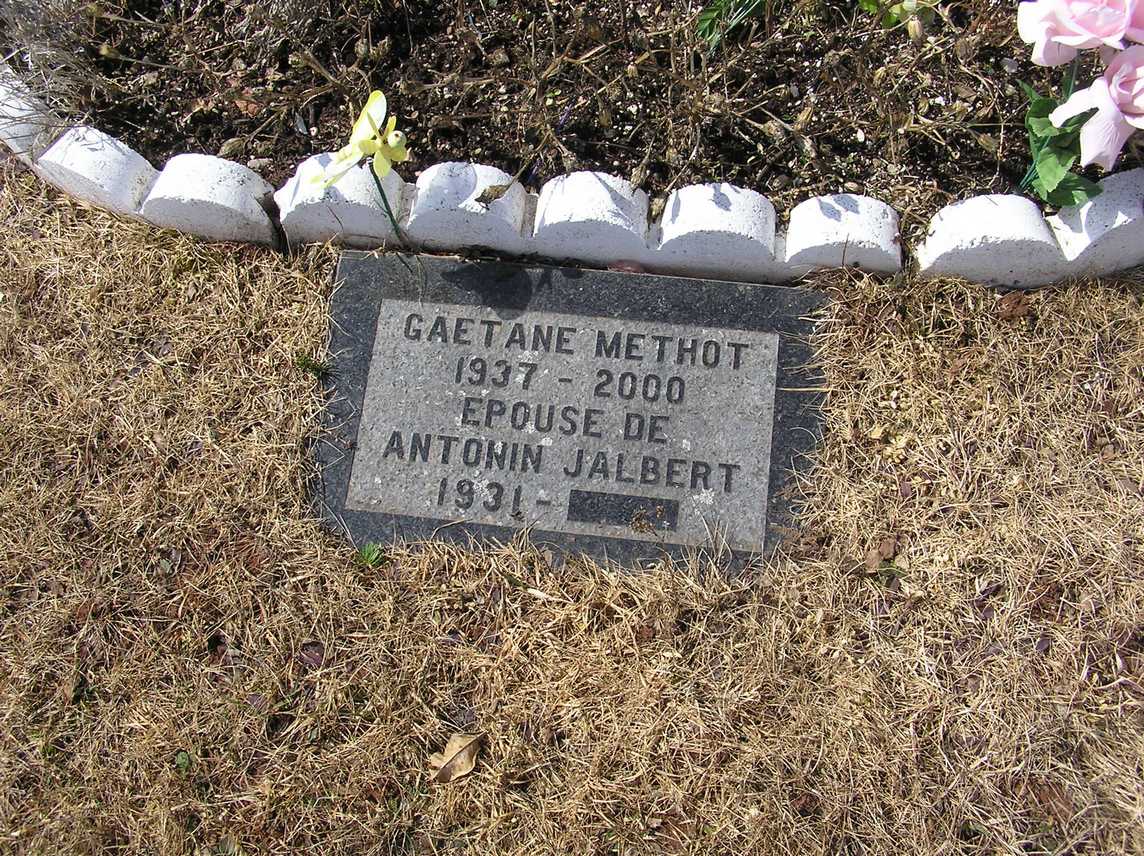 GAETANE METHOT
1937 - 2000
EPOUSE DE
ANTONIN JALBERT
1931-